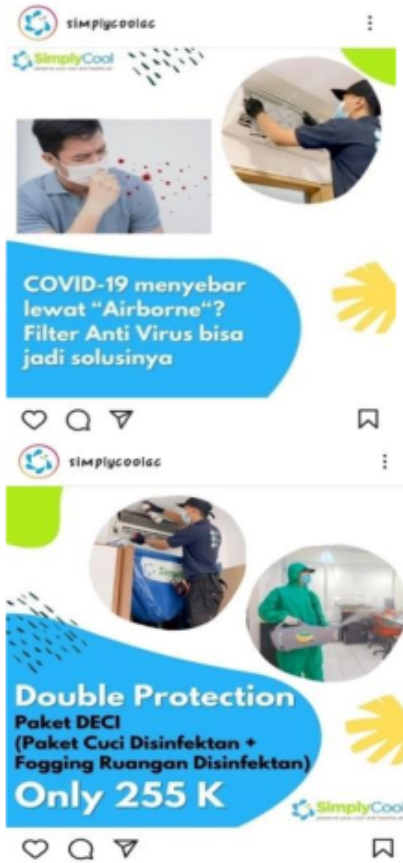 simplycoolac
SimplyCool
COVID-19 menyebar
lewat “Airborne“?
Filter Anti Virus bisa
jadi solusinya
simplycoolac
SimplyCool
Double Protection
Paket DECI
(Paket Cuci Disinfektan +
Fogging Ruangan Disinfektan)
Only 255 K
SimplyCool